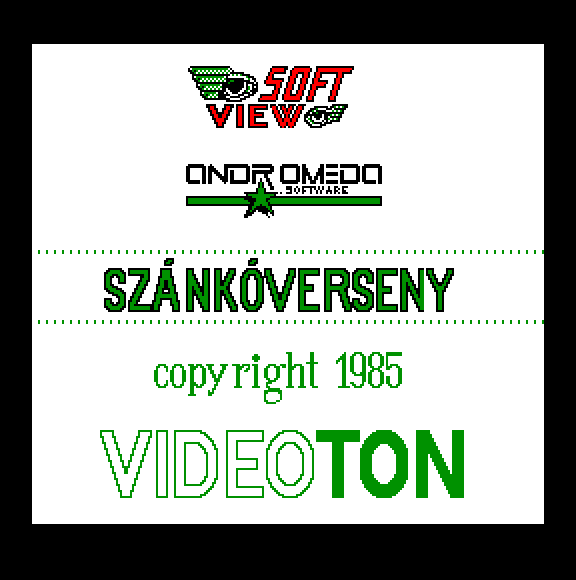 SOFT
VIEW
ANDROMEDA
SOFTWARE
SZÁNKÓVERSENY
copyright 1985
VIDEOTON